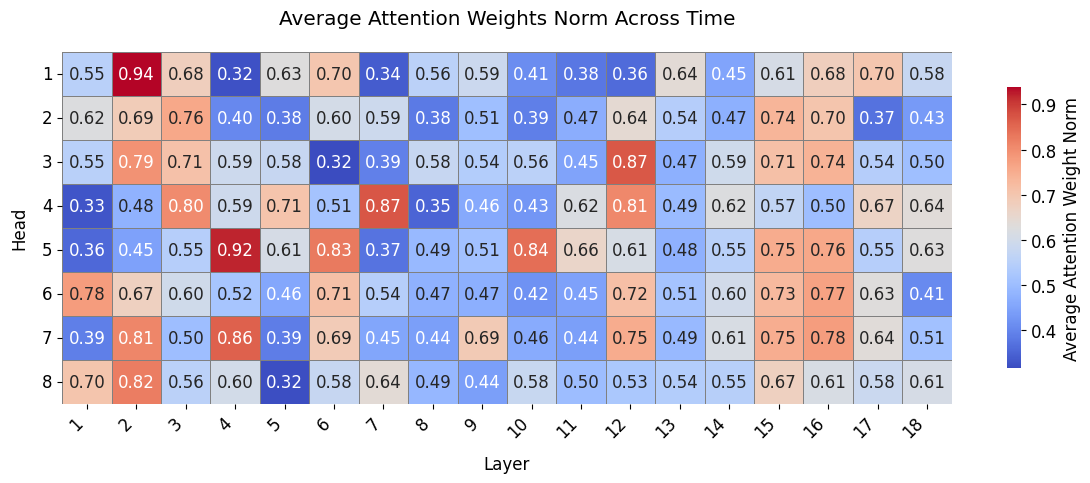 Average Attention Weights Norm Across Time
1 0.55 0.94 0.68 0.32 0.63 0.70 0.34 0.56 0.59 0.41 0.38 0.36 0.64 0.45 0.61 0.68 0.70 0.58
2 0.62 0.69 0.76 0.40 0.38 0.60 0.59 0.38 0.51 0.39 0.47 0.64 0.54 0.47 0.74 0.70 0.37 0.43
3 0.55 0.79 0.71 0.59 0.58 0.32 0.39 0.58 0.54 0.56 0.45 0.87 0.47 0.59 0.71 0.74 0.54 0.50
4 0.33 0.48 0.80 0.59 0.71 0.51 0.87 0.35 0.46 0.43 0.62 0.81 0.49 0.62 0.57 0.50 0.67 0.64
5 0.36 0.45 0.55 0.92 0.61 0.83 0.37 0.49 0.51 0.84 0.66 0.61 0.48 0.55 0.75 0.76 0.55 0.63
6 0.78 0.67 0.60 0.52 0.46 0.71 0.54 0.47 0.47 0.42 0.45 0.72 0.51 0.60 0.73 0.77 0.63 0.41
7 0.39 0.81 0.50 0.86 0.39 0.69 0.45 0.44 0.69 0.46 0.44 0.75 0.49 0.61 0.75 0.78 0.64 0.51
8 0.70 0.82 0.56 0.60 0.32 0.58 0.64 0.49 0.44 0.58 0.50 0.53 0.54 0.55 0.67 0.61 0.58 0.61
1 2 3 4 5 6 7 8 9 10 11 12 13 14 15 16 17 18
Layer
Head
0.9
0.8
0.7
0.6
0.5
0.4
Average Attention Weight Norm